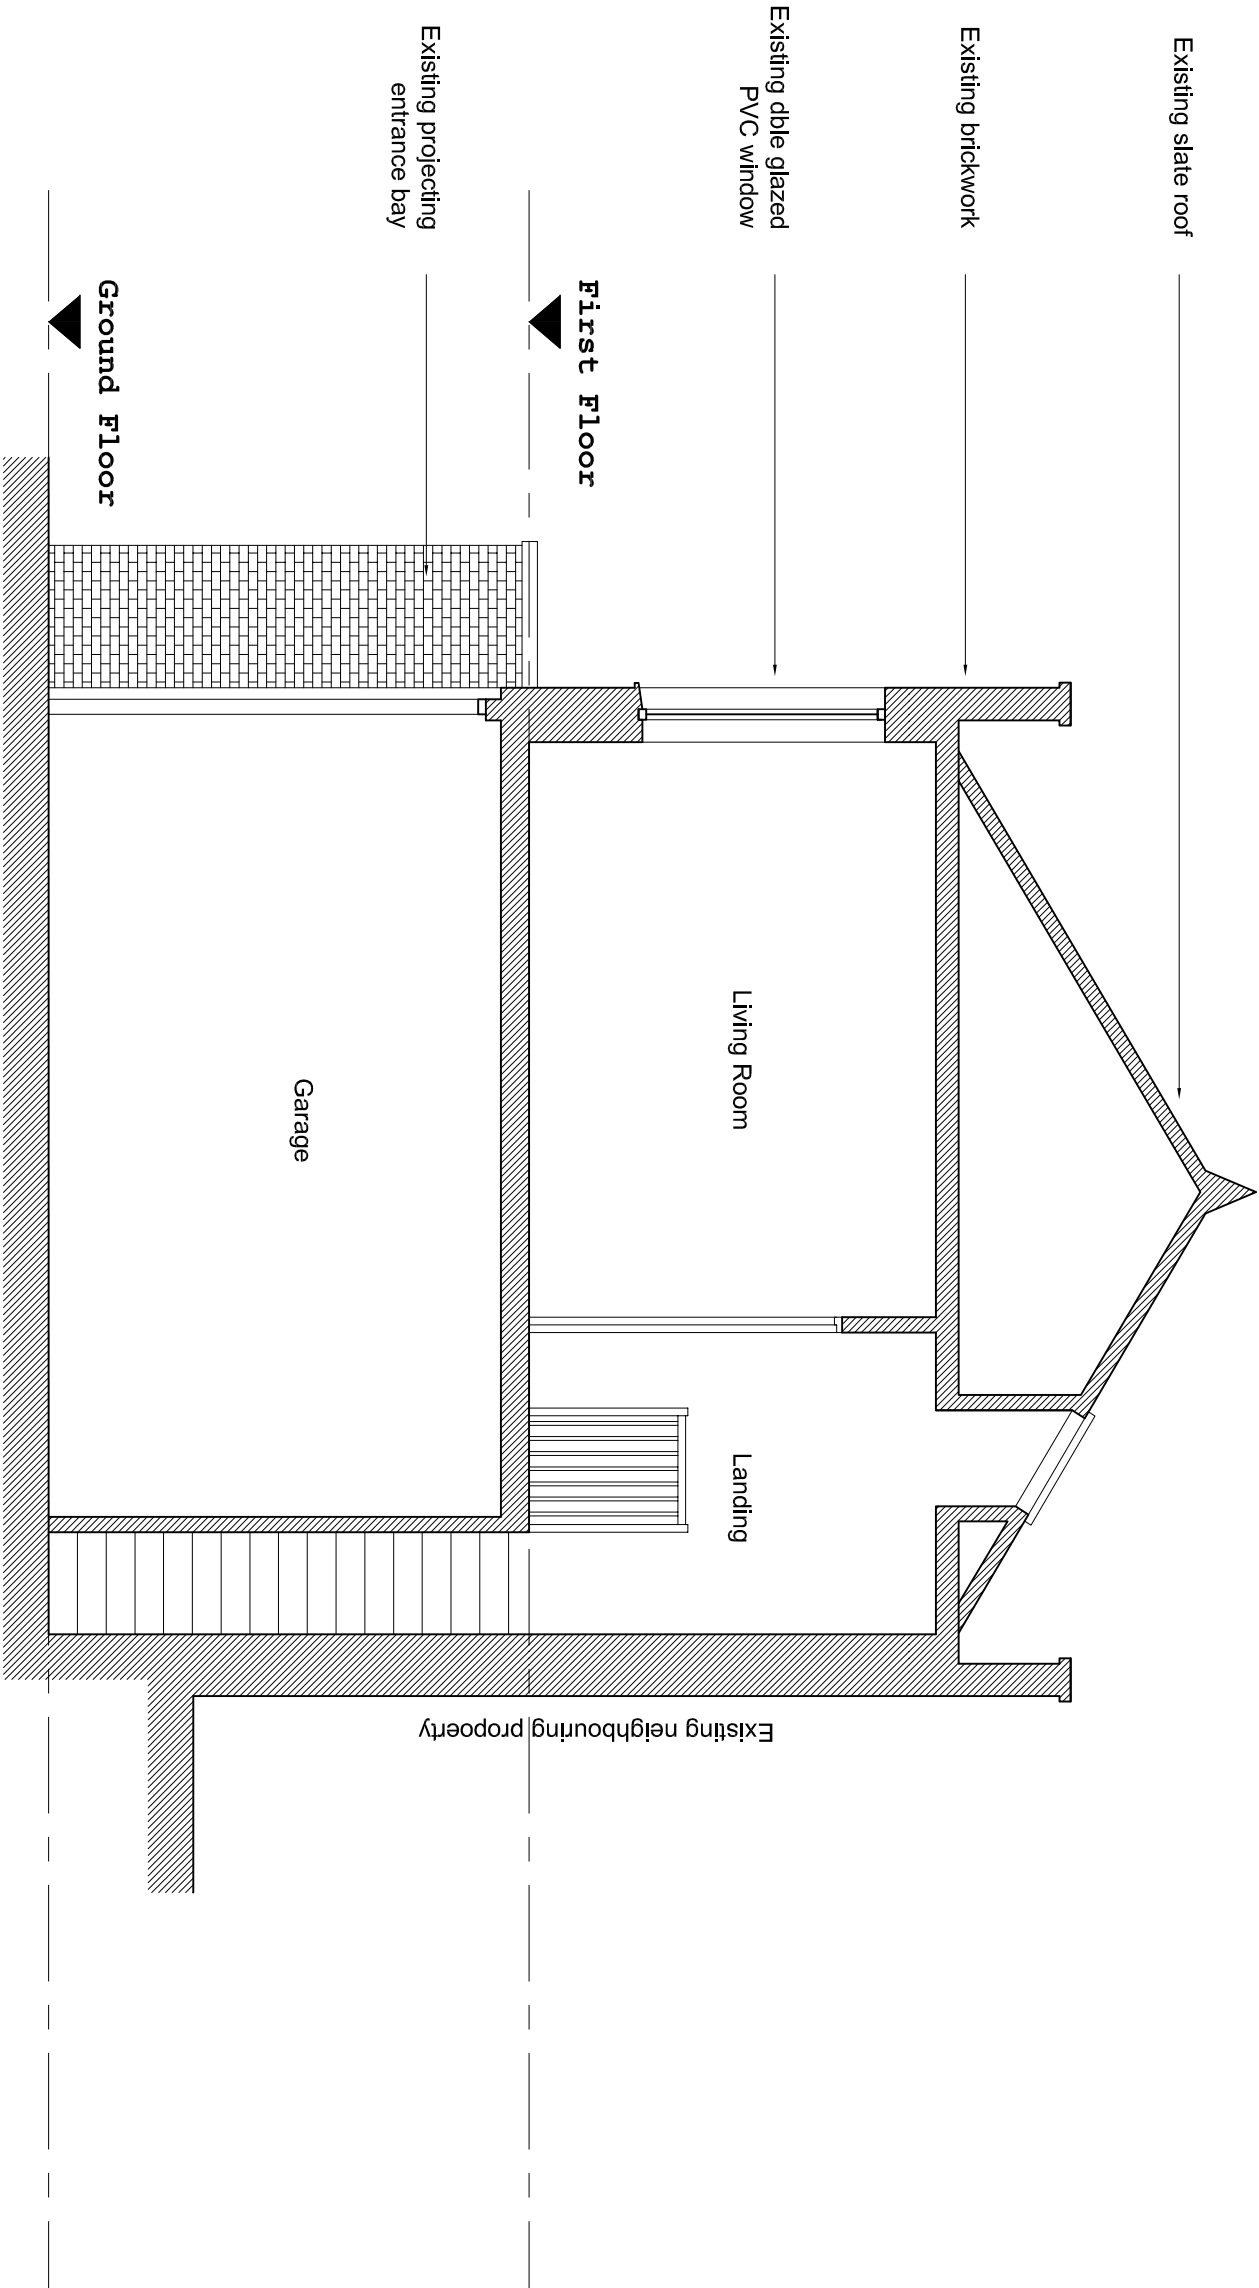 Existing slate roof
Existing brickwork
Existing dble glazed
PVC window
First Floor
Existing projecting
entrance bay
Ground Floor
Living Room
Landing
Garage
Existing neighbouring propoerty